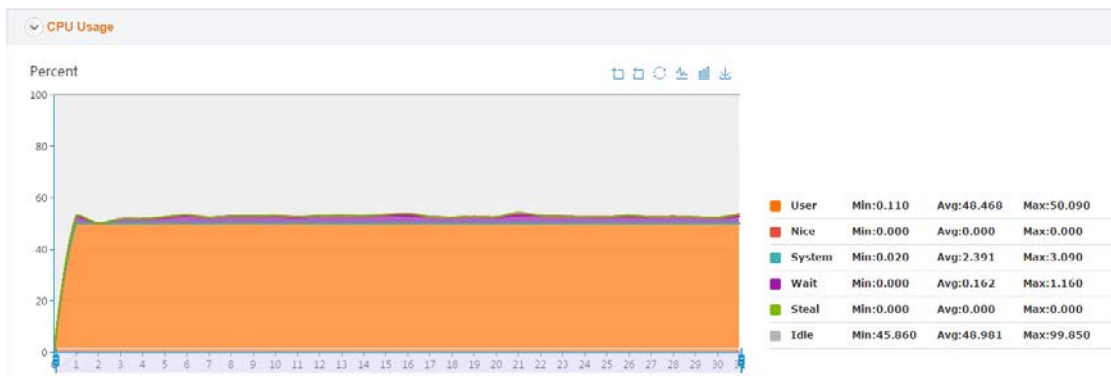 CPU Usage
Percent
100
80
60
40
20
0
1 2 3 4 5 6 7 8 9 10 11 12 13 14 15 16 17 18 19 20 21 22 23 24 25 26 27 28 29 30
User Min:0.110 Avg:48.468 Max:50.090
Nice Min:0.000 Avg:0.000 Max:0.000
System Min:0.020 Avg:2.391 Max:3.090
Wait Min:0.000 Avg:0.162 Max:1.160
Steal Min:0.000 Avg:0.000 Max:0.000
Idle Min:45.860 Avg:48.981 Max:99.850